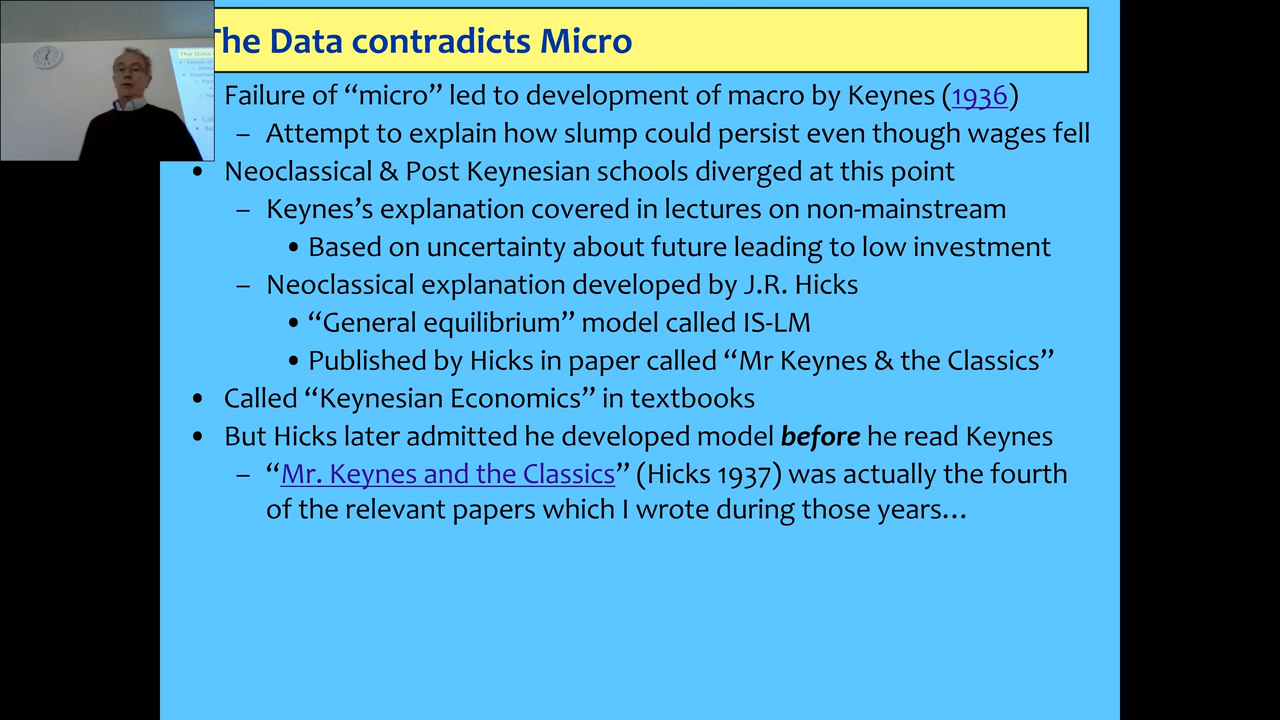 The Data contradicts Micro
Failure of “micro” led to development of macro by Keynes (1936)
– Attempt to explain how slump could persist even though wages fell
• Neoclassical & Post Keynesian schools diverged at this point
– Keynes’s explanation covered in lectures on non-mainstream
• Based on uncertainty about future leading to low investment
– Neoclassical explanation developed by J.R. Hicks
• “General equilibrium” model called IS-LM
• Published by Hicks in paper called “Mr Keynes & the Classics”
• Called “Keynesian Economics” in textbooks
• But Hicks later admitted he developed model before he read Keynes
– “Mr. Keynes and the Classics” (Hicks 1937) was actually the fourth
of the relevant papers which I wrote during those years…